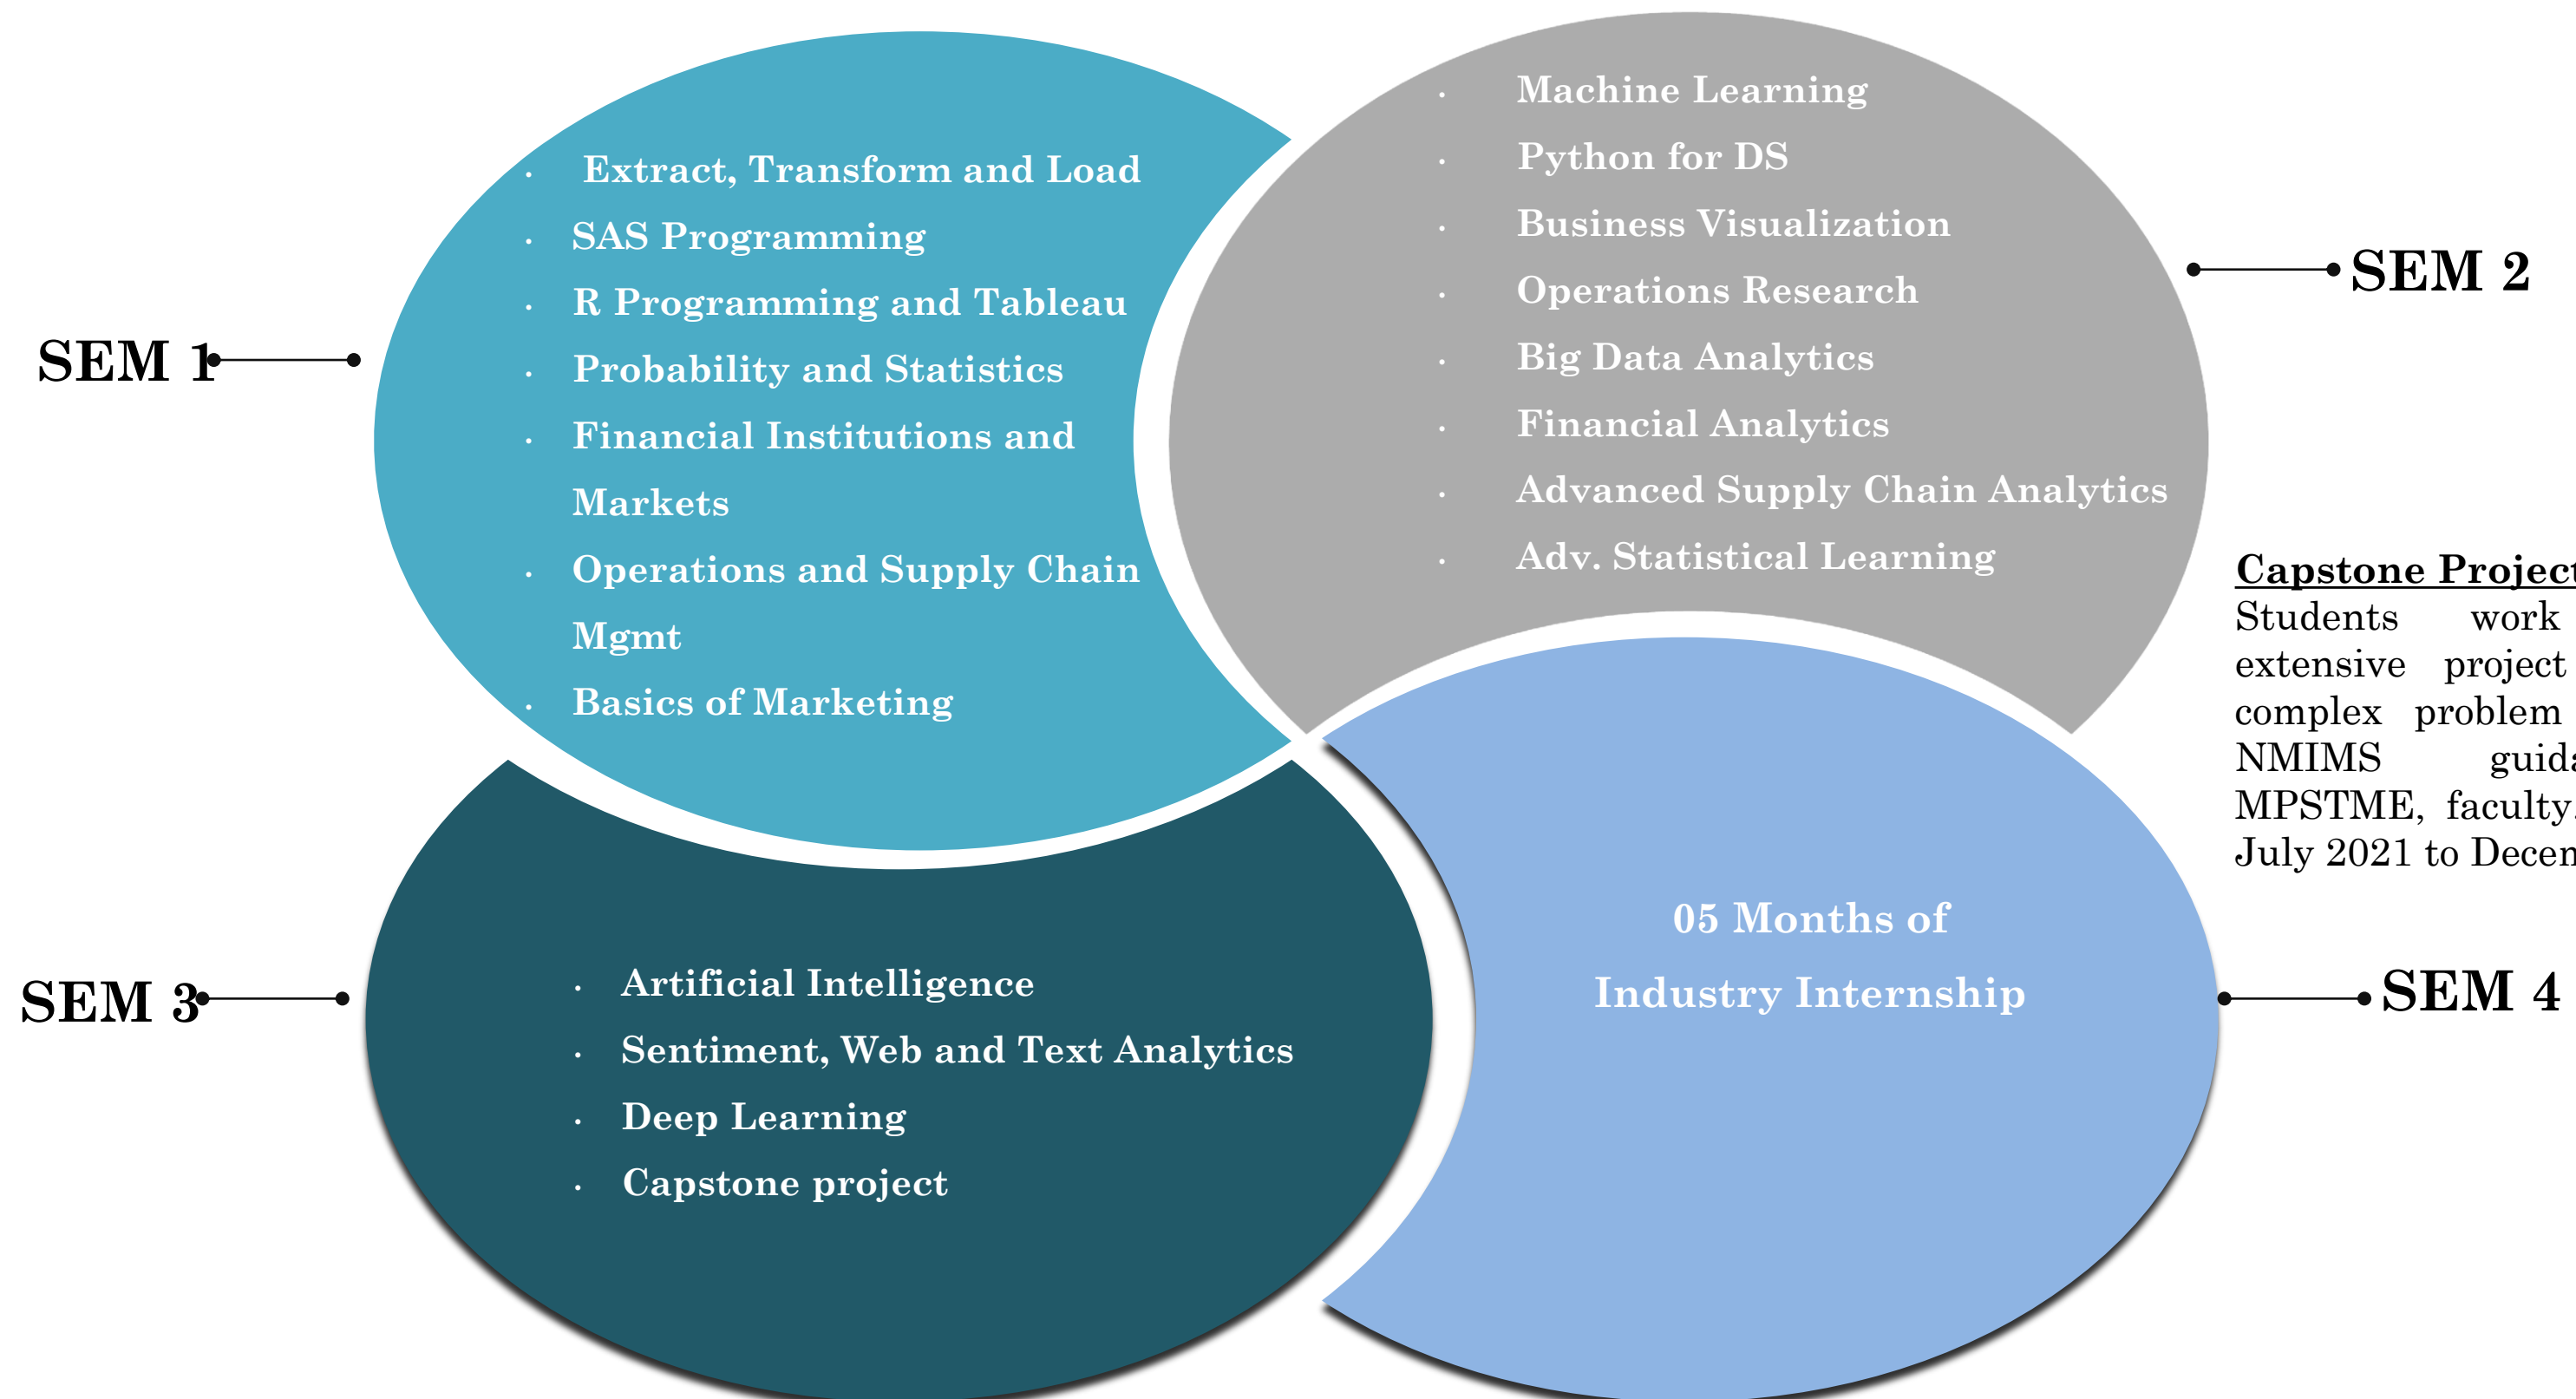 SEM 1
· Extract, Transform and Load
· SAS Programming
· R Programming and Tableau
· Probability and Statistics
· Financial Institutions and
Markets
· Operations and Supply Chain
Mgmt
· Basics of Marketing
· Machine Learning
· Python for DS
· Business Visualization
· Operations Research
· Big Data Analytics
· Financial Analytics
· Advanced Supply Chain Analytics
· Adv. Statistical Learning
SEM 2
Capstone Project
Students work
extensive project
complex problem
NMIMS
MPSTME, faculty.
July 2021 to
SEM 3
· Artificial Intelligence
· Sentiment, Web and Text Analytics
· Deep Learning
· Capstone project
05 Months of
Industry Internship
SEM 4